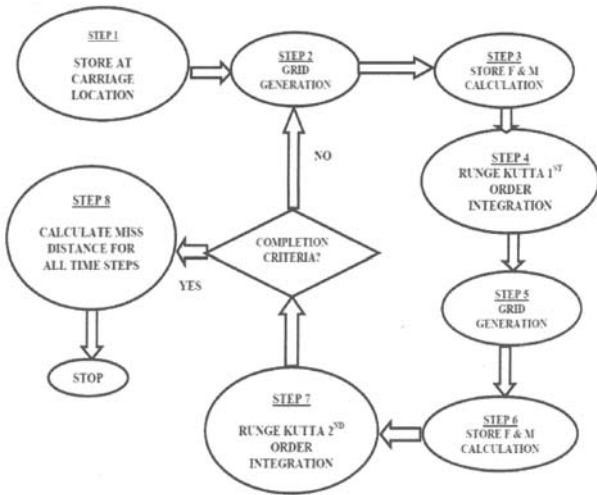 STEP 1
STORE AT
CARRIAGE
LOCATION
STEP 2
GRID
GENERATION
STEP 3
STORE F & M
CALCULATION
STEP 4
RUNGE KUTTA 1ST
ORDER
INTEGRATION
STEP 5
GRID
GENERATION
STEP 6
STORE F & M
CALCULATION
STEP 7
RUNGE KUTTA 2ND
ORDER
INTEGRATION
COMPLETION
CRITERIA?
NO
YES
STEP 8
CALCULATE MISS
DISTANCE FOR
ALL TIME STEPS
STOP